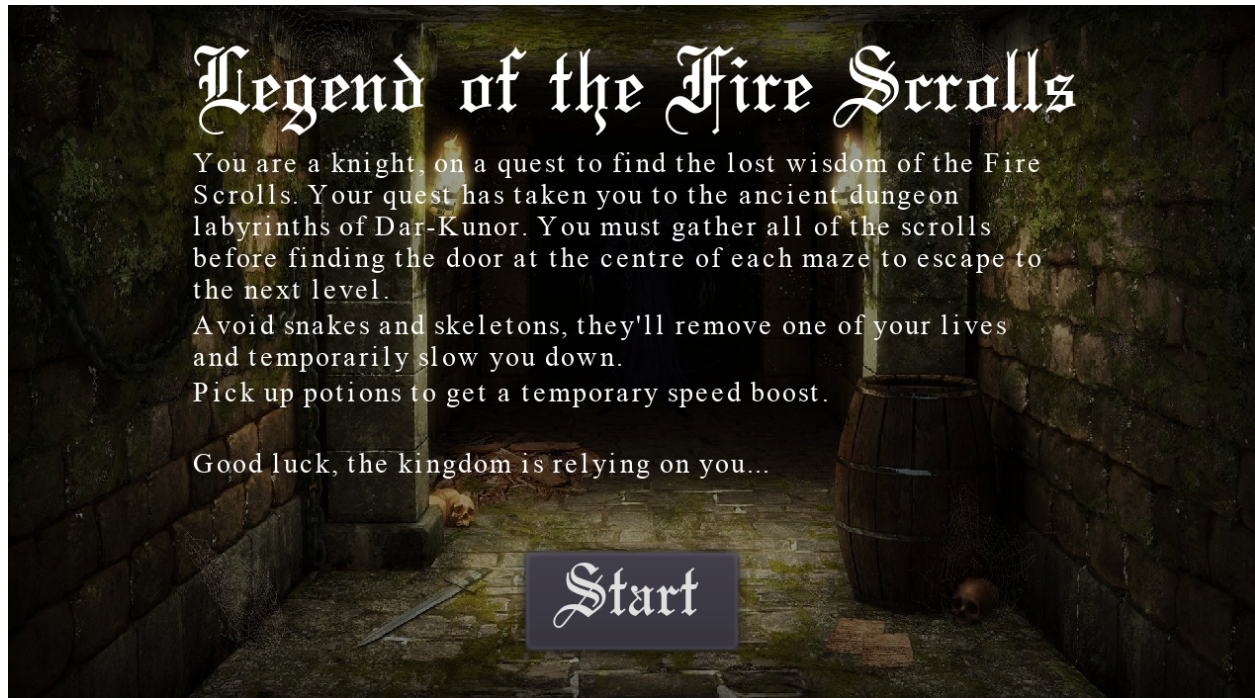 Legend of the Fire Scrolls
You are a knight, on a quest to find the lost wisdom of the Fire
Scrolls. Your quest has taken you to the ancient dungeon
labyrinths of Dar-Kunor. You must gather all of the scrolls
before finding the door at the centre of each maze to escape to
the next level.
Avoid snakes and skeletons, they'll remove one of your lives
and temporarily slow you down.
Pick up potions to get a temporary speed boost.
Good luck, the kingdom is relying on you...
Start